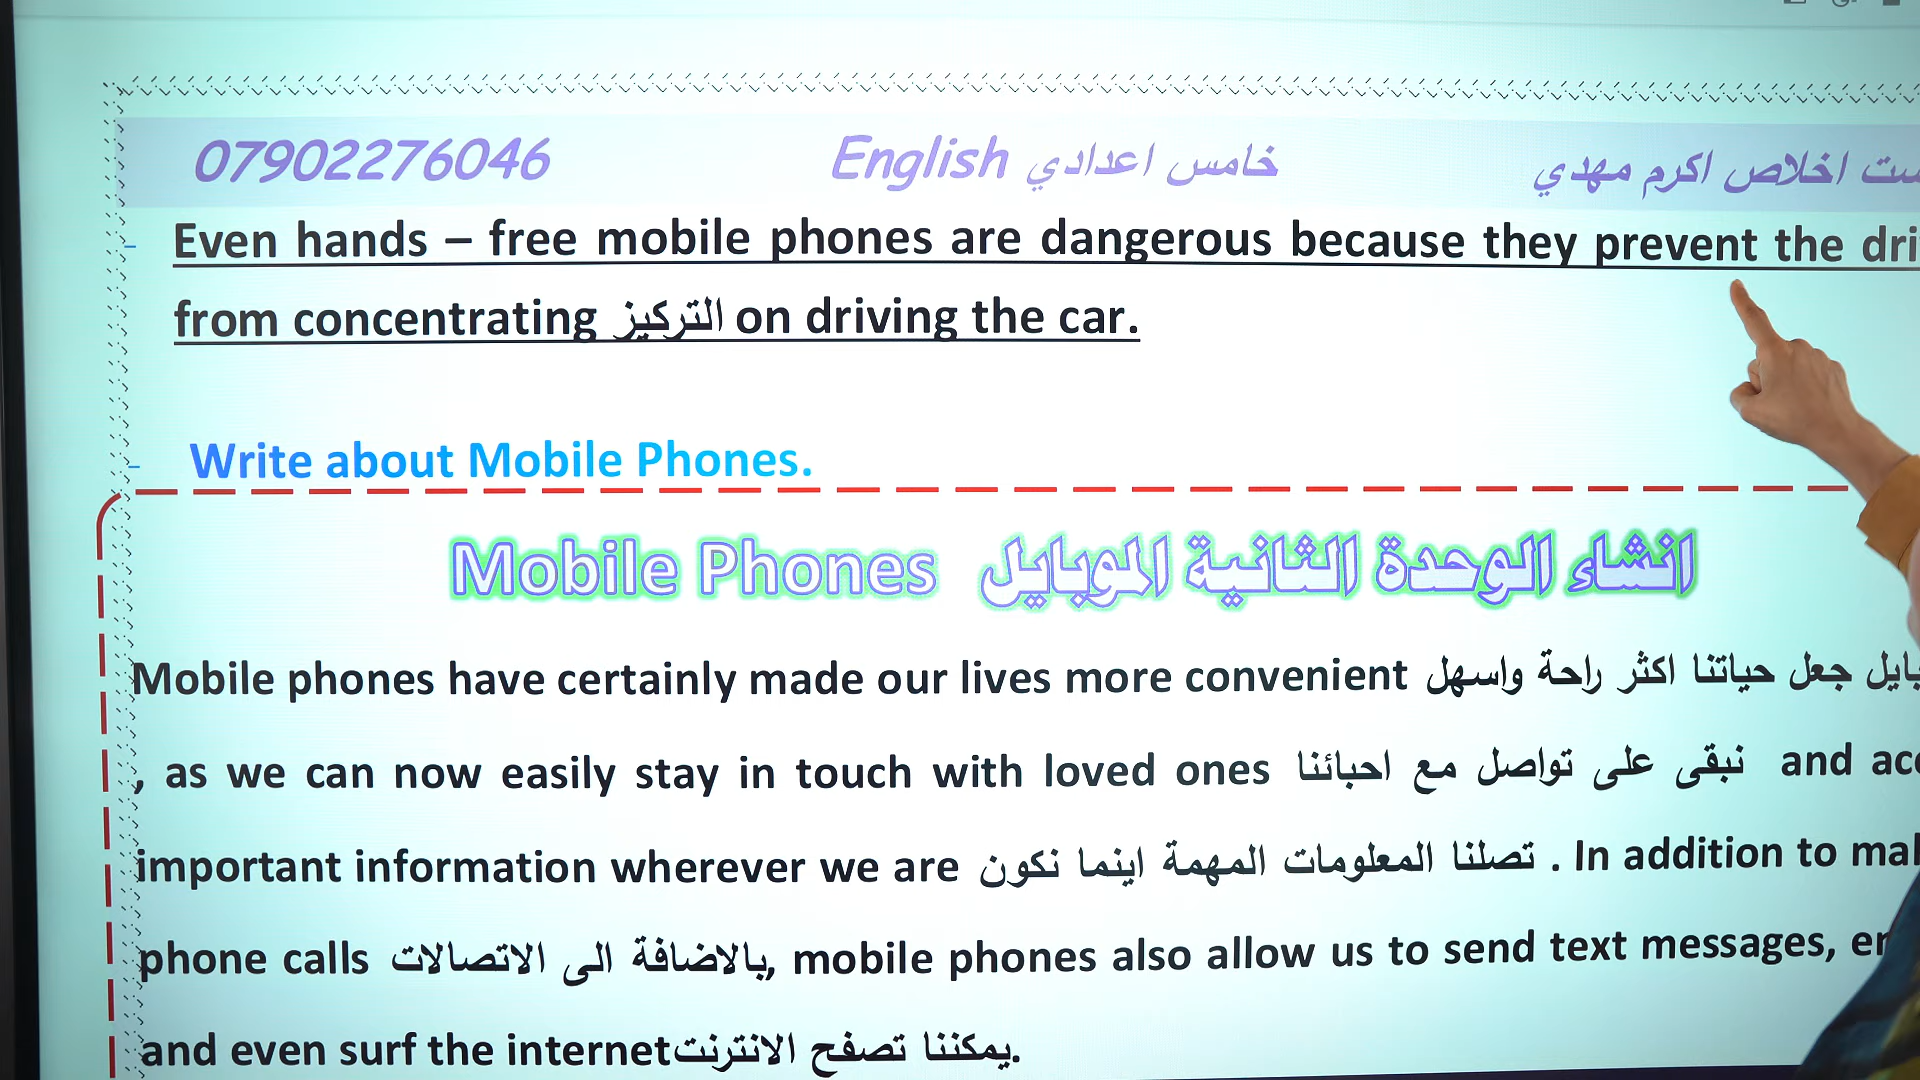 07902276046 English خامس اعدادي اخلاص اكرم مهدي
- Even hands – free mobile phones are dangerous because they prevent the
from concentrating التركيز on driving the car.
- Write about Mobile Phones.
Mobile Phones انشاء الوحدة الثانية الموبايل
Mobile phones have certainly made our lives more convenient جعل حياتنا اكثر راحة واسهل
, as we can now easily stay in touch with loved ones نبقى على تواصل مع احبائنا and
important information wherever we are تصلنا المعلومات المهمة اينما نكون . In addition to
phone calls بالاضافة الى الاتصالات, mobile phones also allow us to send text messages,
and even surf the internet يمكننا تصفح الانترنت.